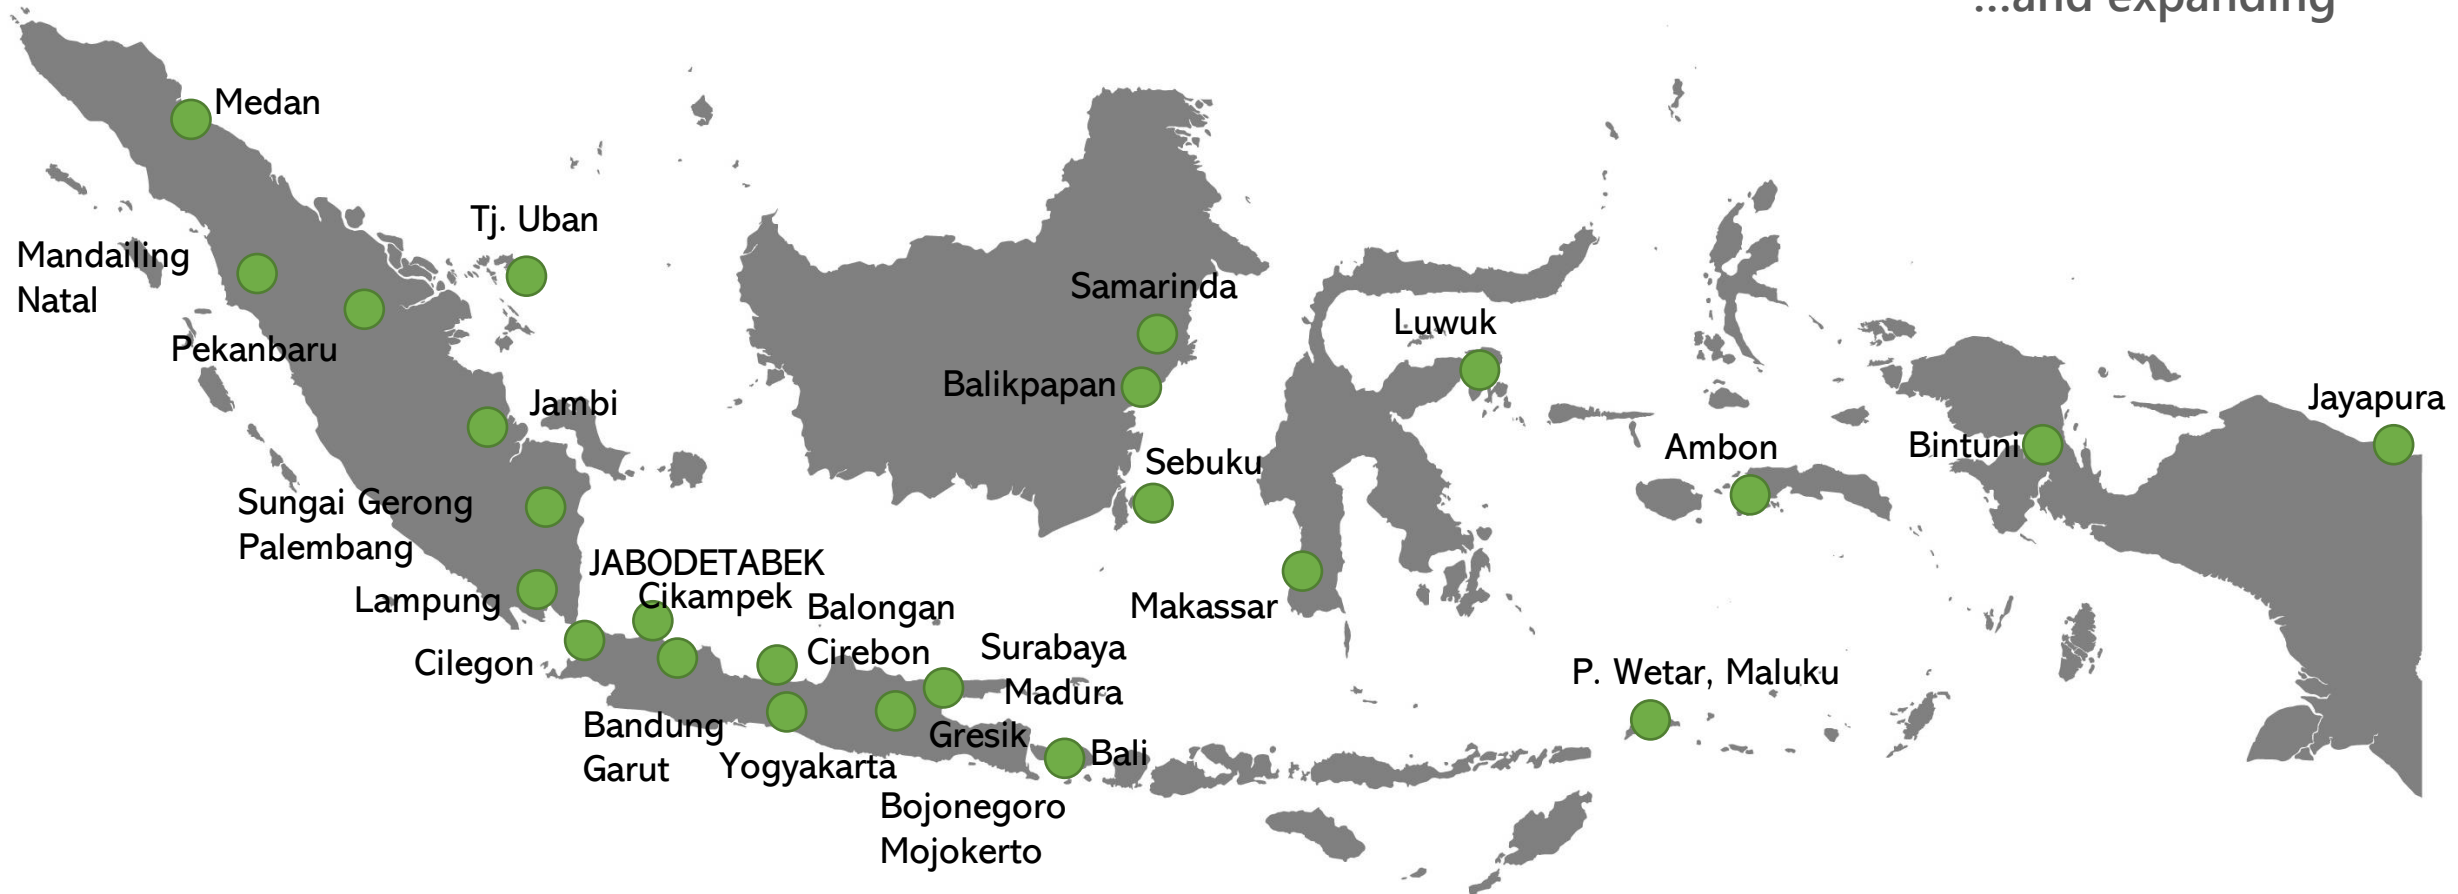 ...and expanding
Medan
Tj. Uban
Mandailing
Natal
Pekanbaru
Samarinda
Luwuk
Balikpapan
Jambi
Jayapura
Ambon
Bintuni
Sebuku
Sungai Gerong
Palembang
JABODETABEK
Cikampek
Lampung
Balongan
Cirebon
Makassar
Cilegon
Surabaya
Madura
P. Wetar, Maluku
Bandung
Garut
Gresik
Yogyakarta
Bali
Bojonegoro
Mojokerto